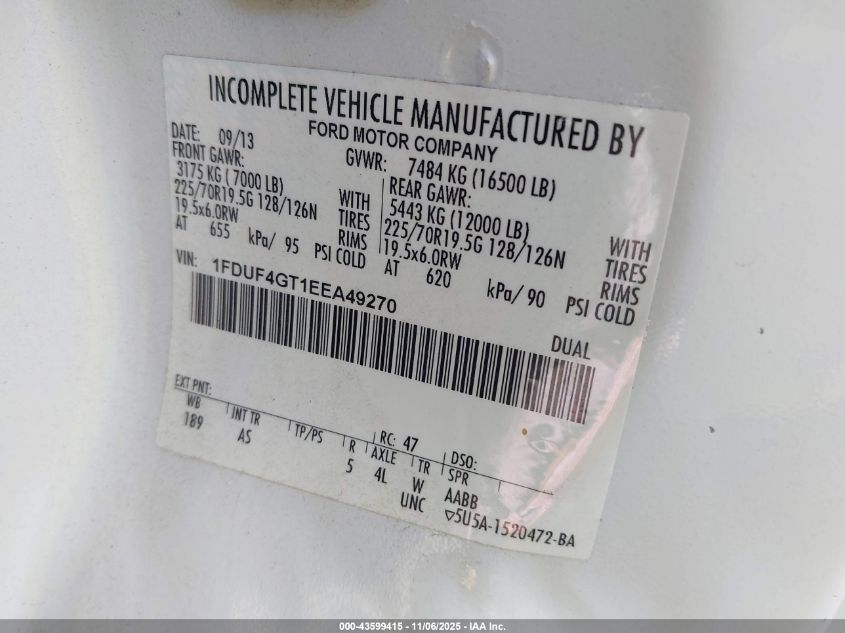 INCOMPLETE VEHICLE MANUFACTURED BY
FORD MOTOR COMPANY
DATE: 09/13 GVWR: 7484 KG (16500 LB)
FRONT GAWR: REAR GAWR:
3175 KG (7000 LB) WITH 5443 KG (12000 LB) WITH
225/70R19.5G 128/126N TIRES 225/70R19.5G 128/126N TIRES
19.5x6.0RW RIMS 19.5x6.0RW RIMS
AT 655 kPa/ 95 PSI COLD AT 620 kPa/ 90 PSI COLD
VIN: 1FDUF4GT1EEA49270
DUAL
EXT PNT: RC: 47 DSO:
WB INT TR TP/PS R AXLE TR SPR
189 AS 5 4L W AABB
UNC ▽5U5A-1520472-BA
000-43599415 - 11/06/2025 - IAA Inc.